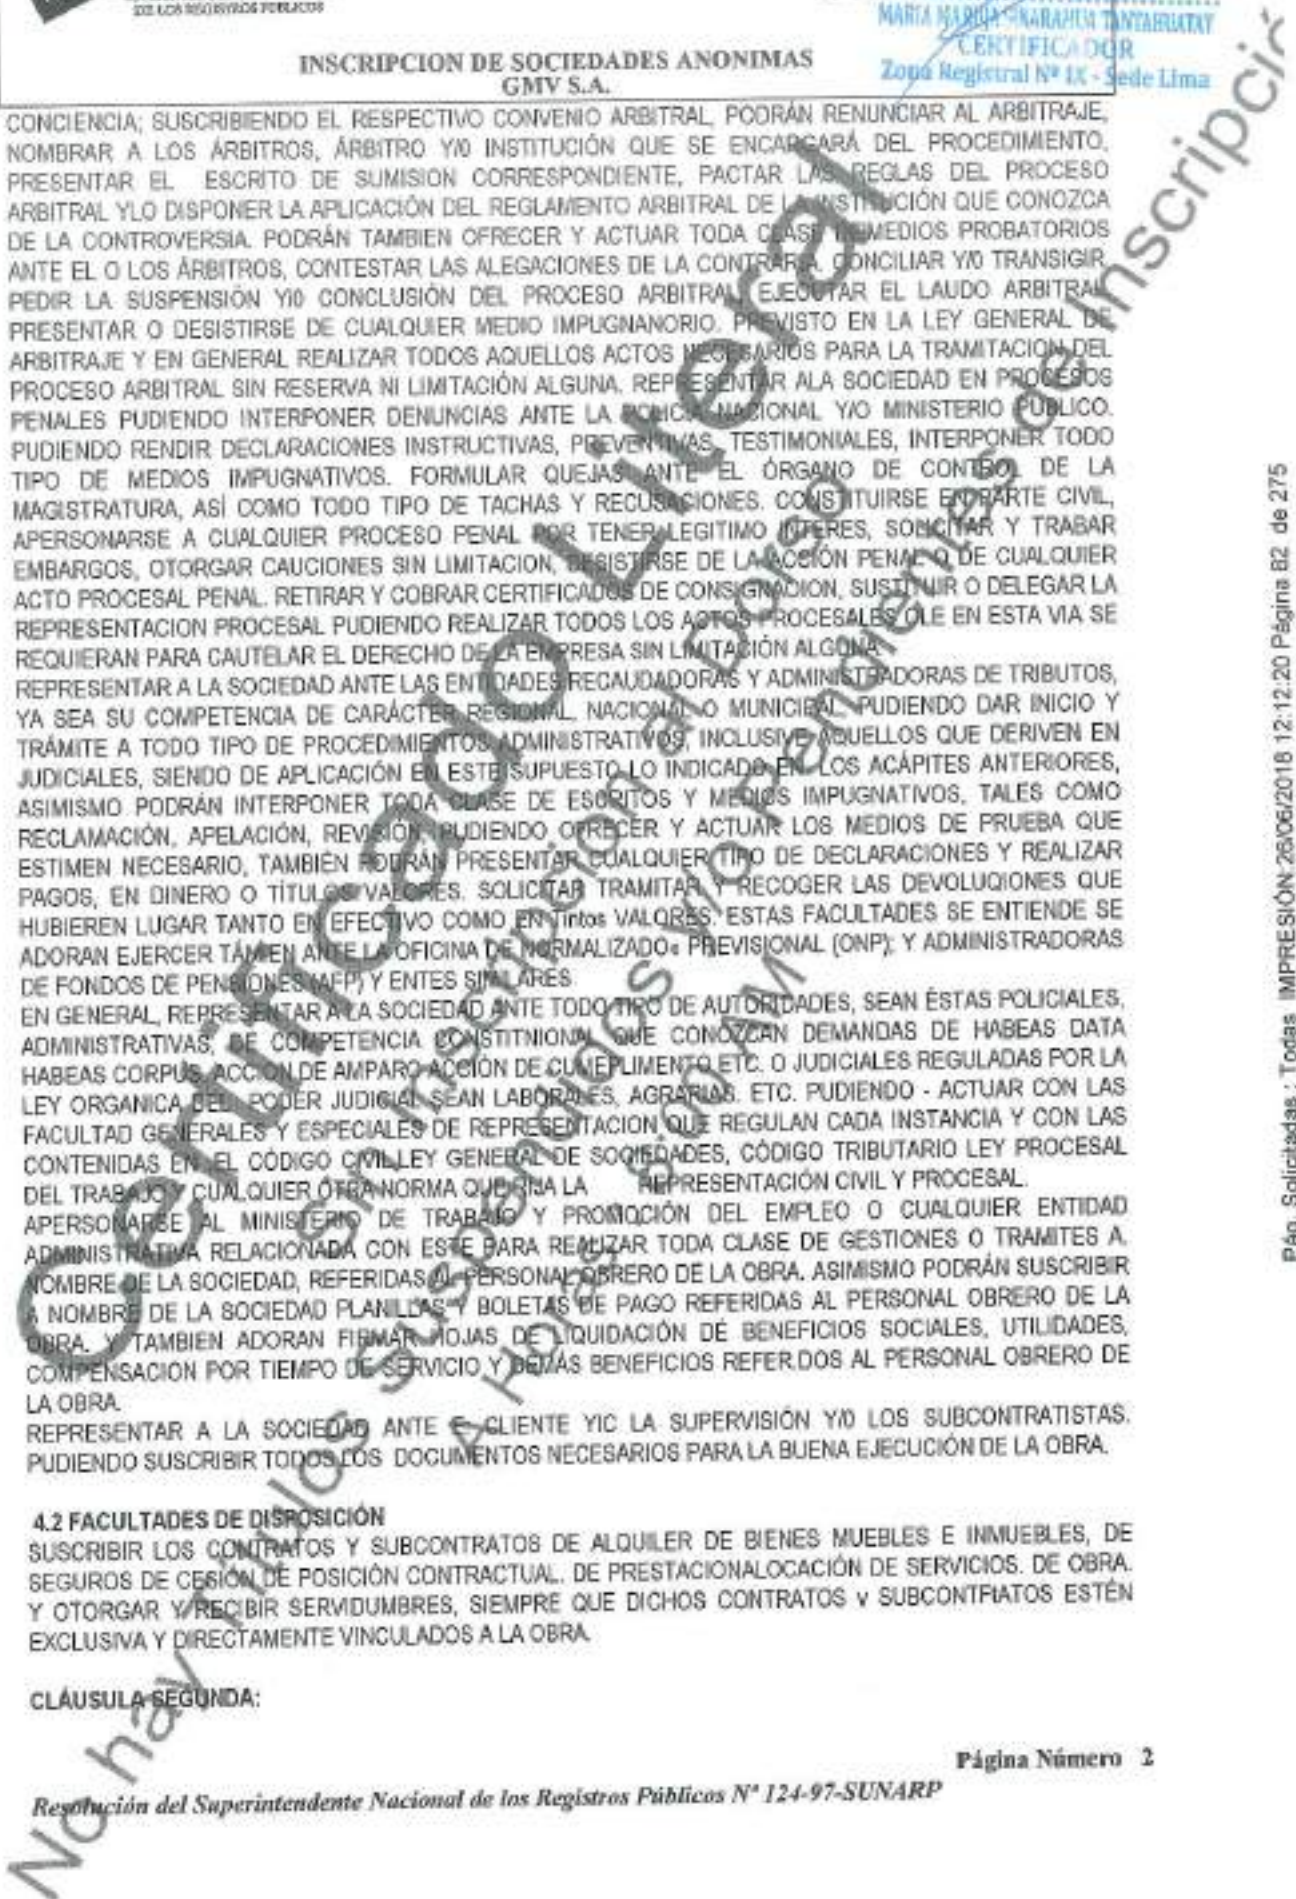 DE LOS REGISTROS PUBLICOS
CERTIFICADOR
Zona Registral Nº IX - Sede Lima
INSCRIPCION DE SOCIEDADES ANONIMAS
GMV S.A.
CONCIENCIA; SUSCRIBIENDO EL RESPECTIVO CONVENIO ARBITRAL, PODRÁN RENUNCIAR AL ARBITRAJE,
NOMBRAR A LOS ÁRBITROS, ÁRBITRO Y/0 INSTITUCIÓN QUE SE ENCARGARÁ DEL PROCEDIMIENTO,
PRESENTAR EL ESCRITO DE SUMISION CORRESPONDIENTE, PACTAR LAS REGLAS DEL PROCESO
ARBITRAL YLO DISPONER LA APLICACIÓN DEL REGLAMENTO ARBITRAL DE LA INSTITUCIÓN QUE CONOZCA
DE LA CONTROVERSIA. PODRÁN TAMBIEN OFRECER Y ACTUAR TODA CLASE DE MEDIOS PROBATORIOS
ANTE EL O LOS ÁRBITROS, CONTESTAR LAS ALEGACIONES DE LA CONTRARIA. CONCILIAR Y/0 TRANSIGIR,
PEDIR LA SUSPENSIÓN YI0 CONCLUSIÓN DEL PROCESO ARBITRAL, EJECUTAR EL LAUDO ARBITRAL,
PRESENTAR O DESISTIRSE DE CUALQUIER MEDIO IMPUGNANORIO. PREVISTO EN LA LEY GENERAL DE
ARBITRAJE Y EN GENERAL REALIZAR TODOS AQUELLOS ACTOS NECESARIOS PARA LA TRAMITACION DEL
PROCESO ARBITRAL SIN RESERVA NI LIMITACIÓN ALGUNA. REPRESENTAR ALA SOCIEDAD EN PROCESOS
PENALES PUDIENDO INTERPONER DENUNCIAS ANTE LA POLICIA NACIONAL Y/O MINISTERIO PÚBLICO.
PUDIENDO RENDIR DECLARACIONES INSTRUCTIVAS, PREVENTIVAS, TESTIMONIALES, INTERPONER TODO
TIPO DE MEDIOS IMPUGNATIVOS. FORMULAR QUEJAS ANTE EL ÓRGANO DE CONTROL DE LA
MAGISTRATURA, ASÍ COMO TODO TIPO DE TACHAS Y RECUSACIONES. CONSTITUIRSE EN PARTE CIVIL,
APERSONARSE A CUALQUIER PROCESO PENAL POR TENER LEGITIMO INTERES, SOLICITAR Y TRABAR
EMBARGOS, OTORGAR CAUCIONES SIN LIMITACION, DESISTIRSE DE LA ACCIÓN PENAL O DE CUALQUIER
ACTO PROCESAL PENAL. RETIRAR Y COBRAR CERTIFICADOS DE CONSIGNACION, SUSTITUIR O DELEGAR LA
REPRESENTACION PROCESAL PUDIENDO REALIZAR TODOS LOS ACTOS PROCESALES OLE EN ESTA VIA SE
REQUIERAN PARA CAUTELAR EL DERECHO DE LA EMPRESA SIN LIMITACIÓN ALGONA.
REPRESENTAR A LA SOCIEDAD ANTE LAS ENTIDADES RECAUDADORAS Y ADMINISTRADORAS DE TRIBUTOS,
YA SEA SU COMPETENCIA DE CARÁCTER REGIONAL, NACIONAL O MUNICIPAL, PUDIENDO DAR INICIO Y
TRÁMITE A TODO TIPO DE PROCEDIMIENTOS ADMINISTRATIVOS, INCLUSIVE AQUELLOS QUE DERIVEN EN
JUDICIALES, SIENDO DE APLICACIÓN EN ESTE SUPUESTO LO INDICADO EN LOS ACÁPITES ANTERIORES,
ASIMISMO PODRÁN INTERPONER TODA CLASE DE ESCRITOS Y MEDIOS IMPUGNATIVOS, TALES COMO
RECLAMACIÓN, APELACIÓN, REVISIÓN, PUDIENDO OFRECER Y ACTUAR LOS MEDIOS DE PRUEBA QUE
ESTIMEN NECESARIO, TAMBIÉN PODRÁN PRESENTAR CUALQUIER TIPO DE DECLARACIONES Y REALIZAR
PAGOS, EN DINERO O TÍTULOS VALORES. SOLICITAR TRAMITAR Y RECOGER LAS DEVOLUQIONES QUE
HUBIEREN LUGAR TANTO EN EFECTIVO COMO EN Tintos VALORES. ESTAS FACULTADES SE ENTIENDE SE
ADORAN EJERCER TÁMIEN ANTE LA OFICINA DE NORMALIZADO« PREVISIONAL (ONP); Y ADMINISTRADORAS
DE FONDOS DE PENSIONES (AFP) Y ENTES SIMILARES
EN GENERAL, REPRESENTAR A LA SOCIEDAD ANTE TODO TIPO DE AUTORIDADES, SEAN ÉSTAS POLICIALES,
ADMINISTRATIVAS, DE COMPETENCIA CONSTITNIONAL QUE CONOZCAN DEMANDAS DE HABEAS DATA
HABEAS CORPUS, ACCION DE AMPARO ACCIÓN DE CUMEPLIMENTO ETC. O JUDICIALES REGULADAS POR LA
LEY ORGANICA DEL PODER JUDICIAL SEAN LABORALES, AGRARIAS. ETC. PUDIENDO - ACTUAR CON LAS
FACULTAD GENERALES Y ESPECIALES DE REPRESENTACION QUE REGULAN CADA INSTANCIA Y CON LAS
CONTENIDAS EN EL CÓDIGO CIVIL LEY GENERAL DE SOQIEDADES, CÓDIGO TRIBUTARIO LEY PROCESAL
DEL TRABAJO Y CUALQUIER OTRA NORMA QUE RIJA LA REPRESENTACIÓN CIVIL Y PROCESAL.
APERSONARSE AL MINISTERIO DE TRABAJO Y PROMOCIÓN DEL EMPLEO O CUALQUIER ENTIDAD
ADMINISTRATIVA RELACIONADA CON ESTE PARA REALIZAR TODA CLASE DE GESTIONES O TRAMITES A.
NOMBRE DE LA SOCIEDAD, REFERIDAS AL PERSONAL OBRERO DE LA OBRA. ASIMISMO PODRÁN SUSCRIBIR
A NOMBRE DE LA SOCIEDAD PLANILLAS Y BOLETAS DE PAGO REFERIDAS AL PERSONAL OBRERO DE LA
OBRA. Y TAMBIEN ADORAN FIRMAR HOJAS DE LIQUIDACIÓN DÉ BENEFICIOS SOCIALES, UTILIDADES,
COMPENSACION POR TIEMPO DE SERVICIO Y DEMÁS BENEFICIOS REFER.DOS AL PERSONAL OBRERO DE
LA OBRA.
REPRESENTAR A LA SOCIEDAD ANTE E CLIENTE YIC LA SUPERVISIÓN Y/0 LOS SUBCONTRATISTAS.
PUDIENDO SUSCRIBIR TODOS LOS DOCUMENTOS NECESARIOS PARA LA BUENA EJECUCIÓN DE LA OBRA.
4.2 FACULTADES DE DISPOSICIÓN
SUSCRIBIR LOS CONTRATOS Y SUBCONTRATOS DE ALQUILER DE BIENES MUEBLES E INMUEBLES, DE
SEGUROS DE CESIÓN DE POSICIÓN CONTRACTUAL. DE PRESTACIONALOCACIÓN DE SERVICIOS. DE OBRA.
Y OTORGAR Y RECIBIR SERVIDUMBRES, SIEMPRE QUE DICHOS CONTRATOS v SUBCONTFIATOS ESTÉN
EXCLUSIVA Y DIRECTAMENTE VINCULADOS A LA OBRA.
CLÁUSULA SEGUNDA:
Página Número 2
Resolución del Superintendente Nacional de los Registros Públicos Nº 124-97-SUNARP
Pág. Solicitadas : Todas IMPRESIÓN:26/06/2018 12:12:20 Página 82 de 275
Certificado Literal
Sin Inscripcion al Dorso
No hay Titulos Suspendidos y/o Pendientes de Inscripció
A Horas AM